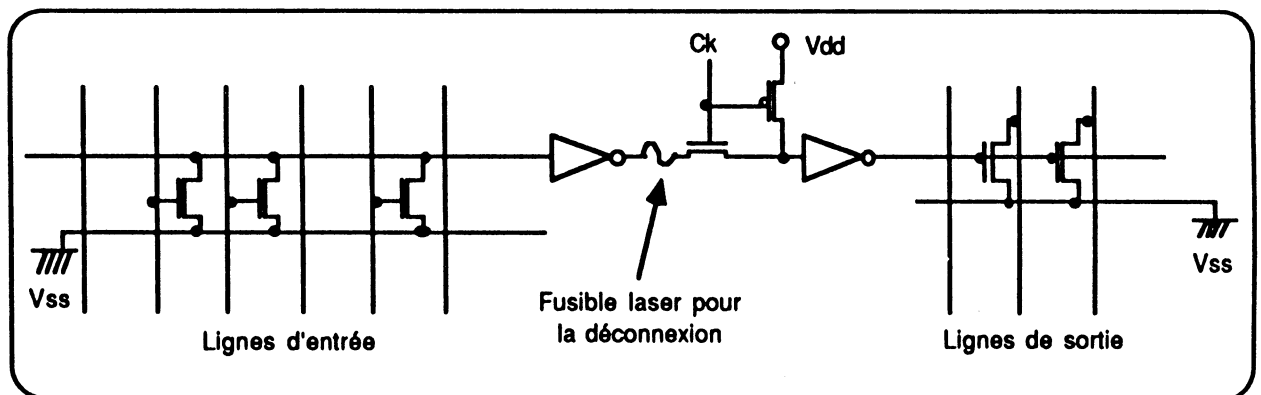 Ck
Vdd
Vss
Lignes d'entrée
Fusible laser pour
la déconnexion
Lignes de sortie
Vss